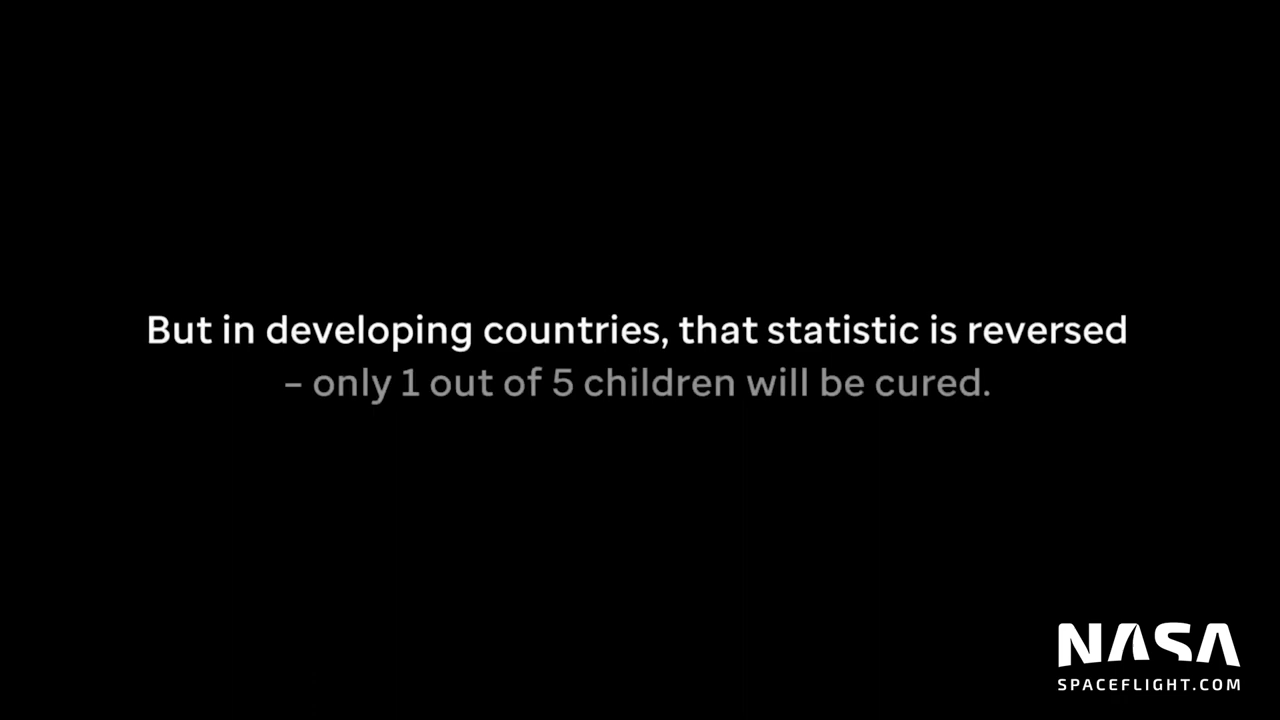 But in developing countries, that statistic is reversed
– only 1 out of 5 children will be cured.
NASA
SPACEFLIGHT.COM